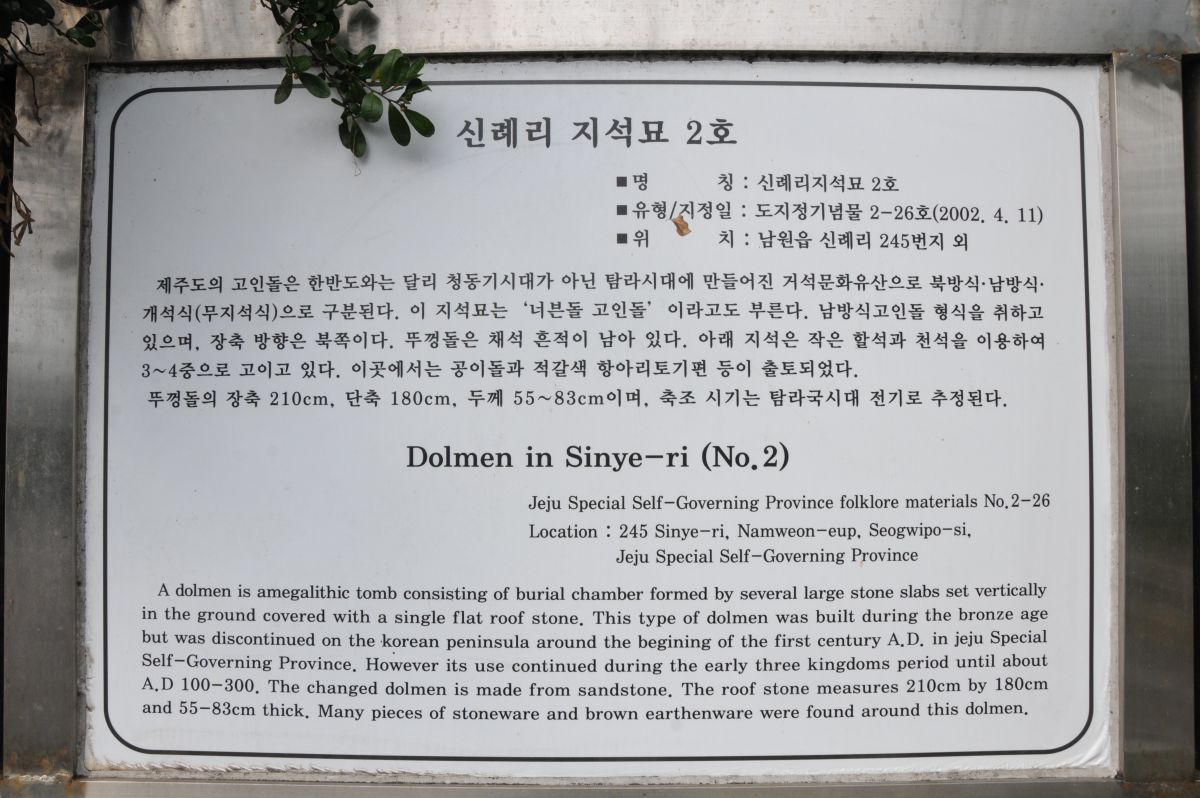 신례리 지석묘 2호
■명 칭 : 신례리지석묘 2호
■유형/지정일 : 도지정기념물 2-26호(2002. 4. 11)
■위 치 : 남원읍 신례리 245번지 외
제주도의 고인돌은 한반도와는 달리 청동기시대가 아닌 탐라시대에 만들어진 거석문화유산으로 북방식·남방식·
개석식(무지석식)으로 구분된다. 이 지석묘는 ‘너븐돌 고인돌’ 이라고도 부른다. 남방식고인돌 형식을 취하고
있으며, 장축 방향은 북쪽이다. 뚜껑돌은 채석 흔적이 남아 있다. 아래 지석은 작은 할석과 천석을 이용하여
3~4중으로 고이고 있다. 이곳에서는 공이돌과 적갈색 항아리토기편 등이 출토되었다.
뚜껑돌의 장축 210cm, 단축 180cm, 두께 55~83cm이며, 축조 시기는 탐라국시대 전기로 추정된다.
Dolmen in Sinye-ri (No.2)
Jeju Special Self-Governing Province folklore materials No.2-26
Location : 245 Sinye-ri, Namweon-eup, Seogwipo-si,
Jeju Special Self-Governing Province
A dolmen is amegalithic tomb consisting of burial chamber formed by several large stone slabs set vertically
in the ground covered with a single flat roof stone. This type of dolmen was built during the bronze age
but was discontinued on the korean peninsula around the begining of the first century A.D. in jeju Special
Self-Governing Province. However its use continued during the early three kingdoms period until about
A.D 100-300. The changed dolmen is made from sandstone. The roof stone measures 210cm by 180cm
and 55-83cm thick. Many pieces of stoneware and brown earthenware were found around this dolmen.